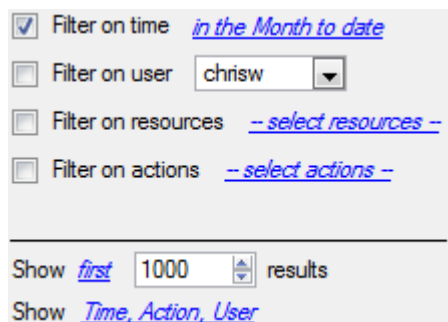 Filter on time in the Month to date
Filter on user chrisw
Filter on resources -- select resources --
Filter on actions -- select actions --
Show first 1000 results
Show Time, Action, User